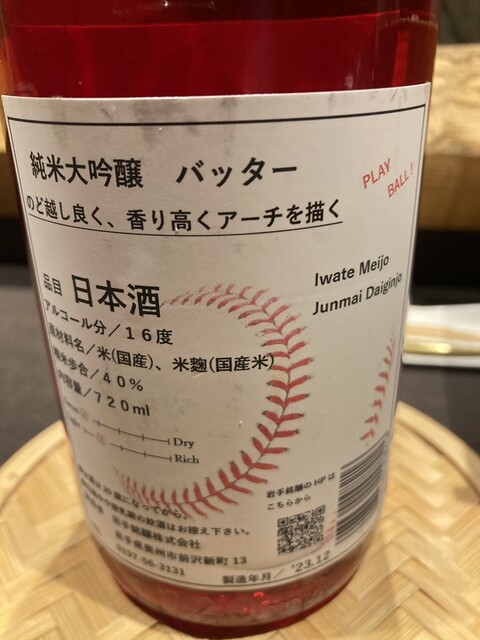 純米大吟醸 バッター
PLAY
BALL!
のど越し良く、香り高くアーチを描く
Iwate Meijo
Junmai Daiginjo
品目 日本酒
アルコール分/16度
原材料名/米(国産)、米麴(国産米)
精米歩合/40%
内容量/720ml
Dry
Rich
岩手銘醸のHPは
こちらから
岩手銘醸株式会社
岩手県奥州市前沢新町13
0197-56-3131
製造年月/ '23.12